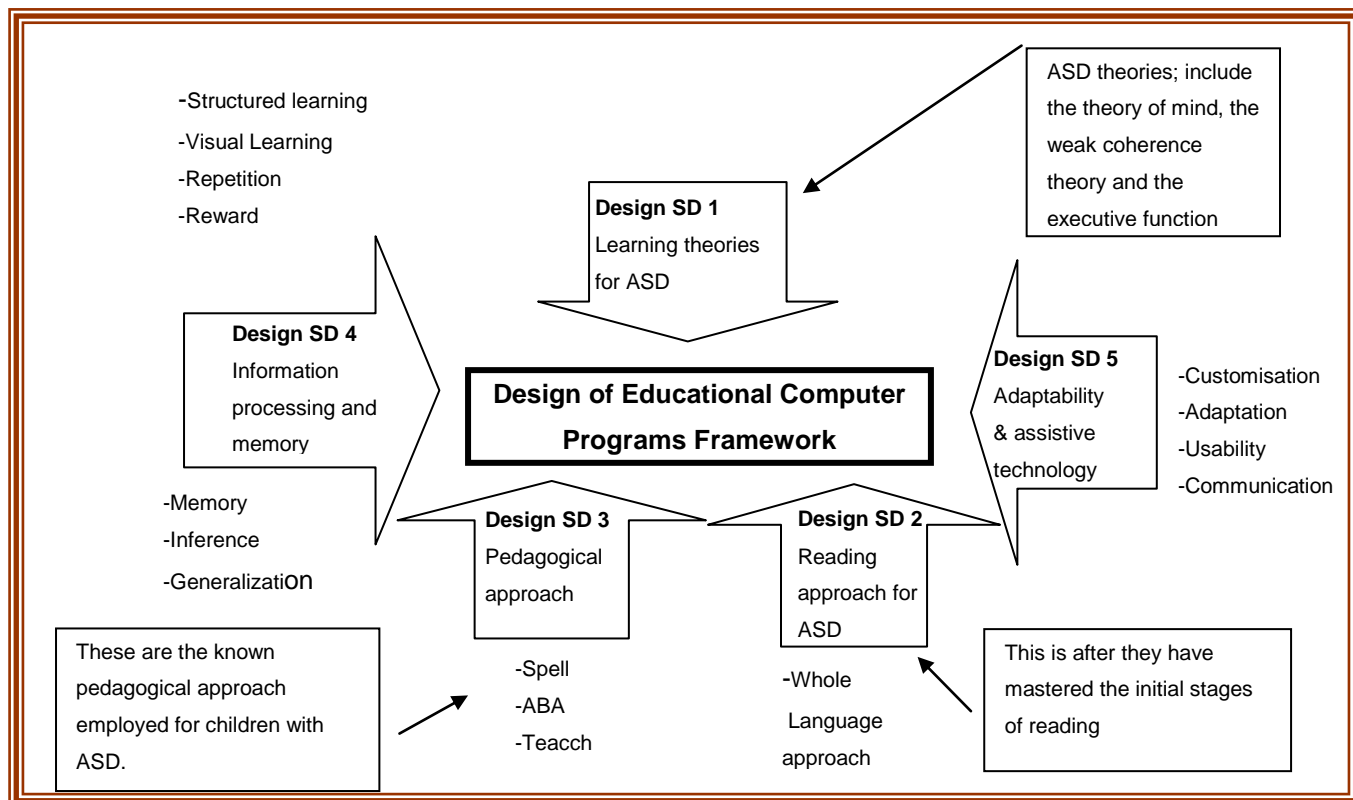 -Structured learning
-Visual Learning
-Repetition
-Reward
ASD theories; include
the theory of mind, the
weak coherence
theory and the
executive function
Design SD 1
Learning theories
for ASD
Design SD 4
Information
processing and
memory
Design of Educational Computer
Programs Framework
Design SD 5
Adaptability
& assistive
technology
-Customisation
-Adaptation
-Usability
-Communication
-Memory
-Inference
-Generalization
Design SD 3
Pedagogical
approach
Design SD 2
Reading
approach for
ASD
These are the known
pedagogical approach
employed for children with
ASD.
-Spell
-ABA
-Teacch
-Whole
Language
approach
This is after they have
mastered the initial stages
of reading